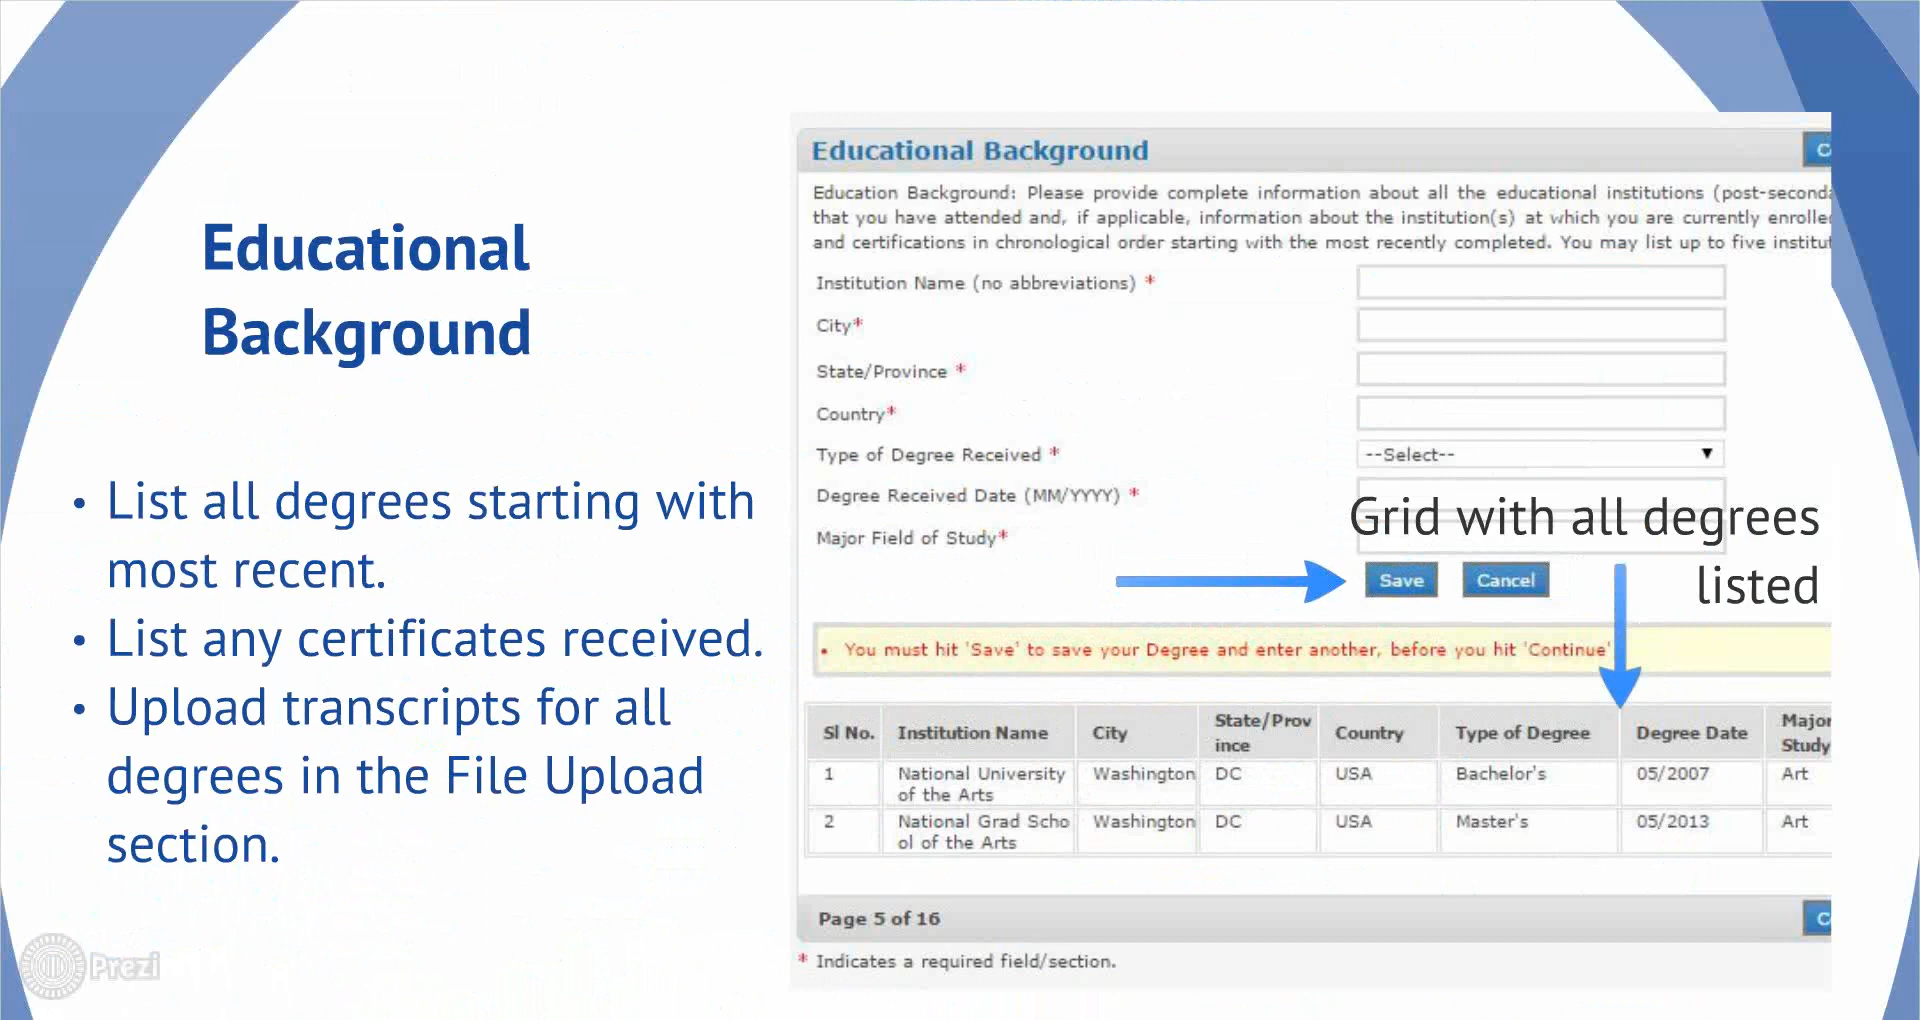 Educational
Background
• List all degrees starting with
most recent.
• List any certificates received.
• Upload transcripts for all
degrees in the File Upload
section.
Educational Background
Education Background: Please provide complete information about all the educational institutions
that you have attended and, if applicable, information about the institution(s) at which you are currently
and certifications in chronological order starting with the most recently completed. You may list up to five
Institution Name (no abbreviations) *
City*
State/Province *
Country*
Type of Degree Received * --Select--
Degree Received Date (MM/YYYY) *
Major Field of Study*
Grid with all degrees
listed
Save Cancel
• You must hit 'Save' to save your Degree and enter another, before you hit 'Continue'
Sl No. Institution Name City State/Prov
ince Country Type of Degree Degree Date Major
Study
1 National University
of the Arts Washington DC USA Bachelor's 05/2007 Art
2 National Grad Scho
ol of the Arts Washington DC USA Master's 05/2013 Art
Page 5 of 16
* Indicates a required field/section.
Prezi